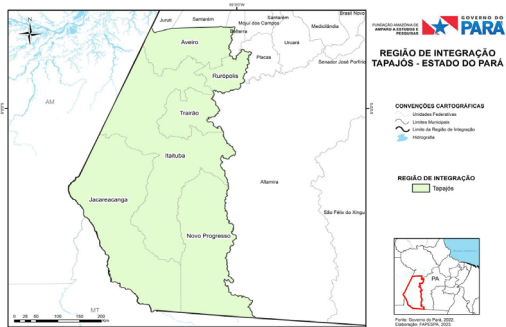 55°0'0"W
Juruti
Santarém
Santarém
Brasil Novo
Mojuí dos Campos
Medicilândia
Belterra
Aveiro
Uruará
Placas
Senador José Porfírio
Rurópolis
AM
Trairão
Itaituba
Altamira
Jacareacanga
São Félix do Xingu
Novo Progresso
MT
0 25 50 100 150 200
Km
N
FUNDAÇÃO AMAZÔNIA DE
AMPARO A ESTUDOS E
PESQUISAS
GOVERNO DO
PARÁ
REGIÃO DE INTEGRAÇÃO
TAPAJÓS - ESTADO DO PARÁ
CONVENÇÕES CARTOGRÁFICAS
Unidades Federativas
Limites Municipais
Limite da Região de Integração
Hidrografia
REGIÃO DE INTEGRAÇÃO
Tapajós
PA
Fonte: Governo do Pará, 2022.
Elaboração: FAPESPA, 2023.